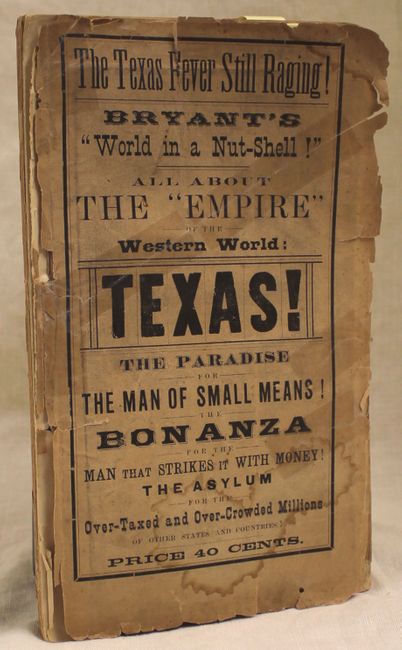 The Texas Fever Still Raging!
BRYANT'S
"World in a Nut-Shell!"
ALL ABOUT
THE "EMPIRE"
OF THE
Western World:
TEXAS!
THE PARADISE
FOR
THE MAN OF SMALL MEANS!
THE
BONANZA
FOR THE
MAN THAT STRIKES IT WITH MONEY!
THE ASYLUM
FOR THE
Over-Taxed and Over-Crowded Millions
OF OTHER STATES AND COUNTRIES!
PRICE 40 CENTS.